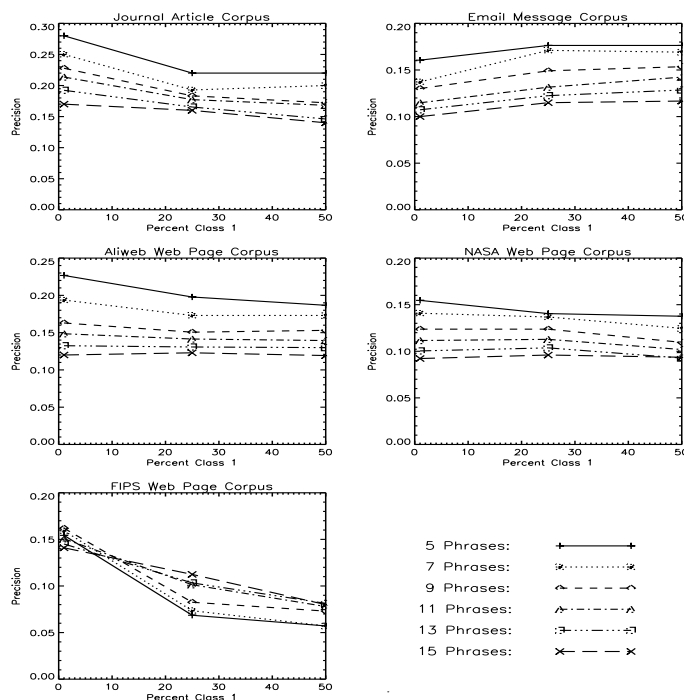 Journal Article Corpus
0.30
0.25
0.20
0.15
0.10
0.05
0.00
Precision
0 10 20 30 40 50
Percent Class 1
Email Message Corpus
0.20
0.15
0.10
0.05
0.00
Precision
0 10 20 30 40 50
Percent Class 1
Aliweb Web Page Corpus
0.25
0.20
0.15
0.10
0.05
0.00
Precision
0 10 20 30 40 50
Percent Class 1
NASA Web Page Corpus
0.20
0.15
0.10
0.05
0.00
Precision
0 10 20 30 40 50
Percent Class 1
FIPS Web Page Corpus
0.20
0.15
0.10
0.05
0.00
Precision
0 10 20 30 40 50
Percent Class 1
5 Phrases:
7 Phrases:
9 Phrases:
11 Phrases:
13 Phrases:
15 Phrases: